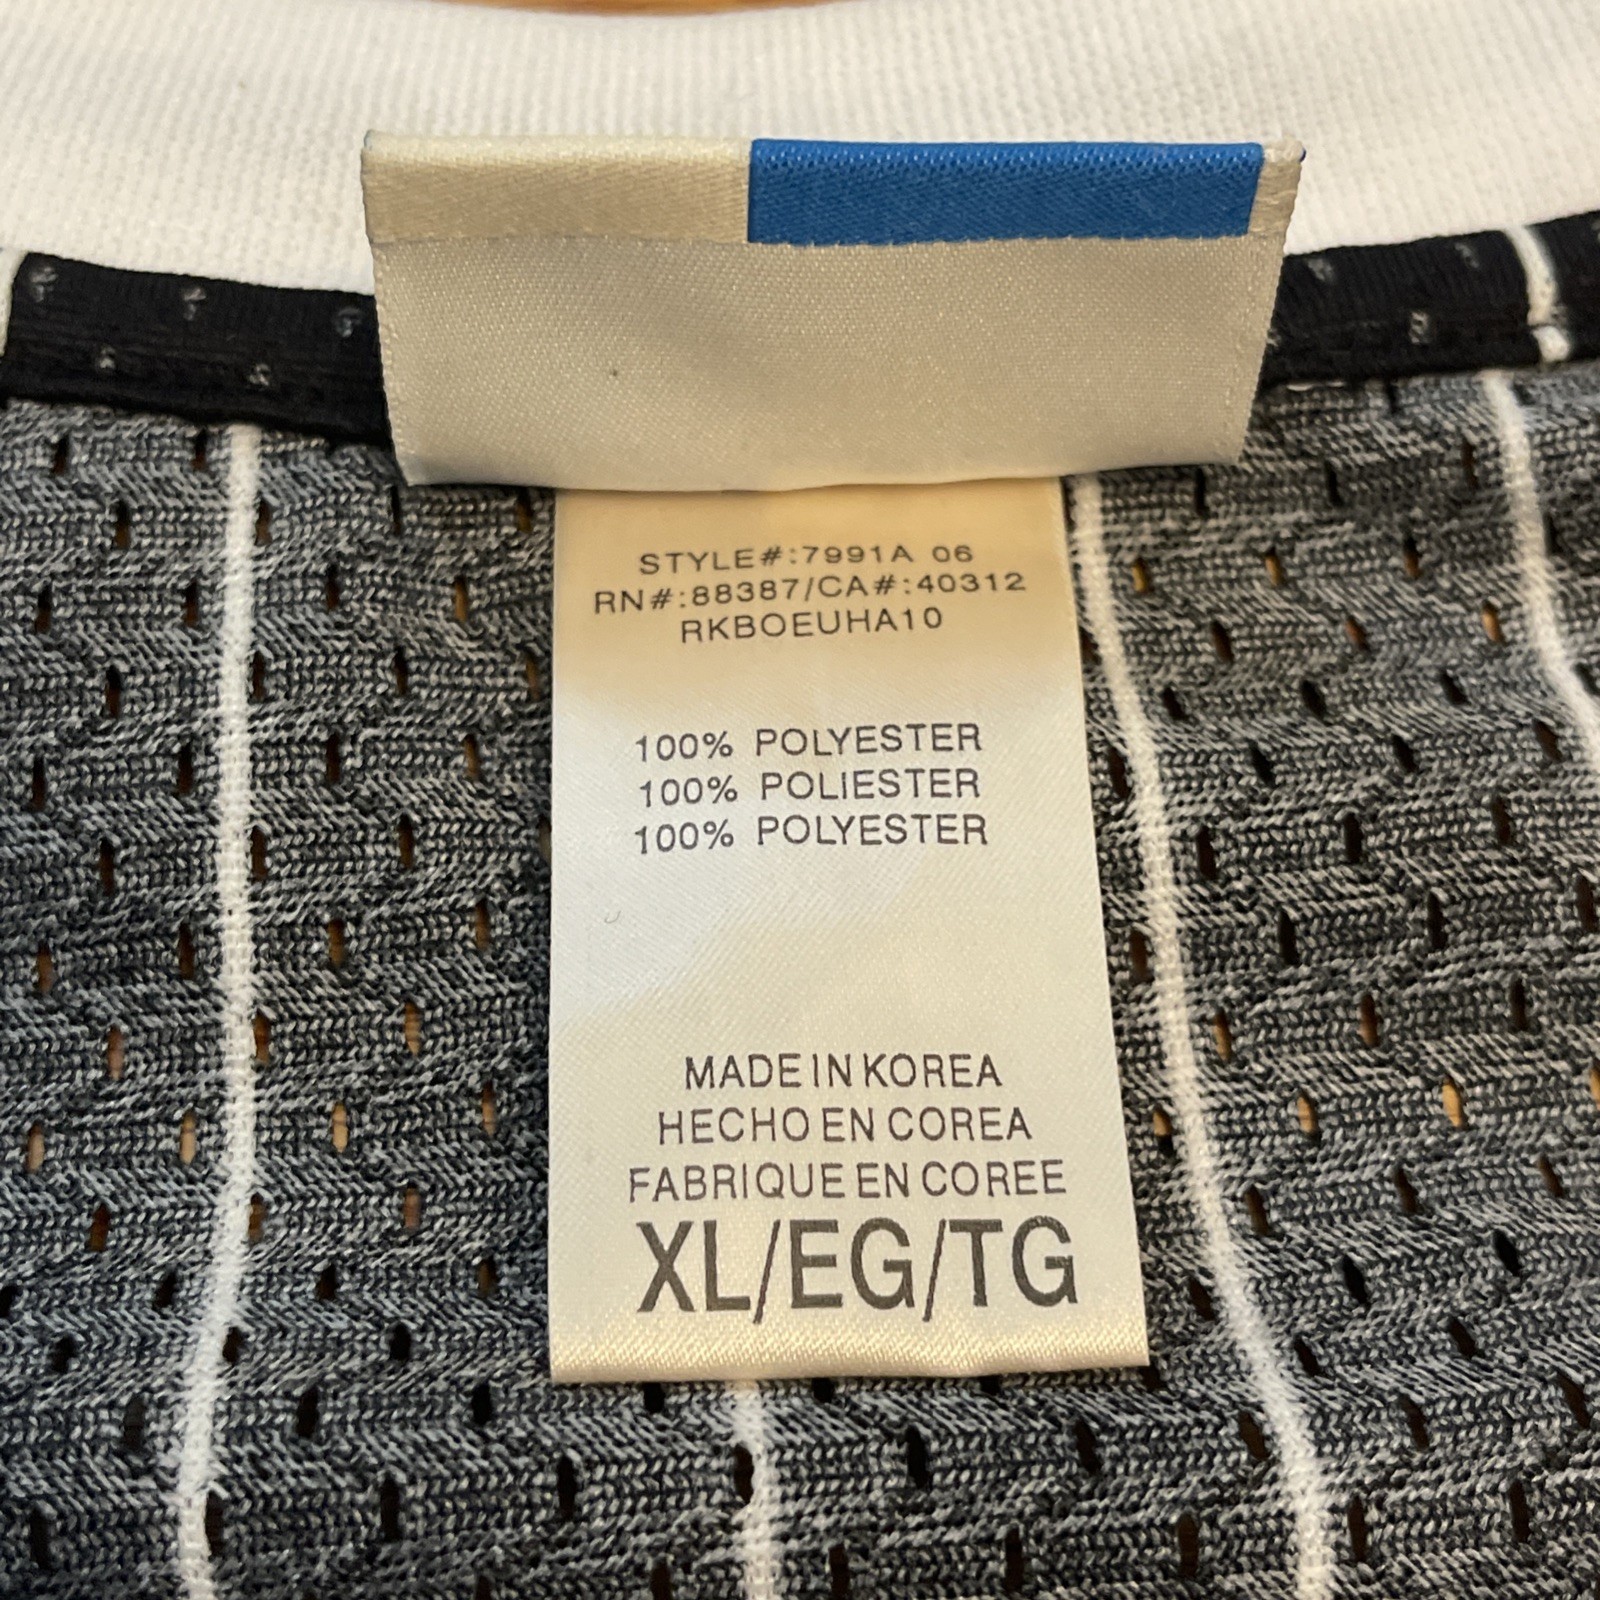 STYLE#:7991A 06
RN#:88387/CA#:40312
RKBOEUHA10
100% POLYESTER
100% POLIESTER
100% POLYESTER
MADE IN KOREA
HECHO EN COREA
FABRIQUE EN COREE
XL/EG/TG